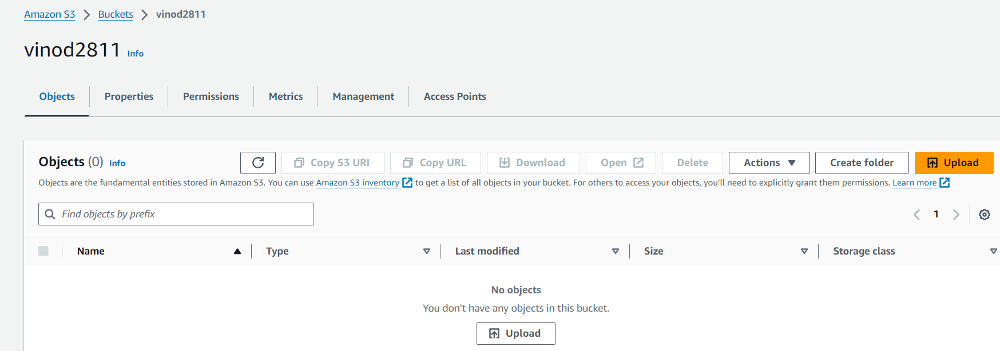 Amazon S3 > Buckets > vinod2811
vinod2811 Info
Objects Properties Permissions Metrics Management Access Points
Objects (0) Info Copy S3 URI Copy URL Download Open Delete Actions Create folder Upload
Objects are the fundamental entities stored in Amazon S3. You can use Amazon S3 inventory to get a list of all objects in your bucket. For others to access your objects, you'll need to explicitly grant them permissions. Learn more
Find objects by prefix 1
Name Type Last modified Size Storage class
No objects
You don't have any objects in this bucket.
Upload